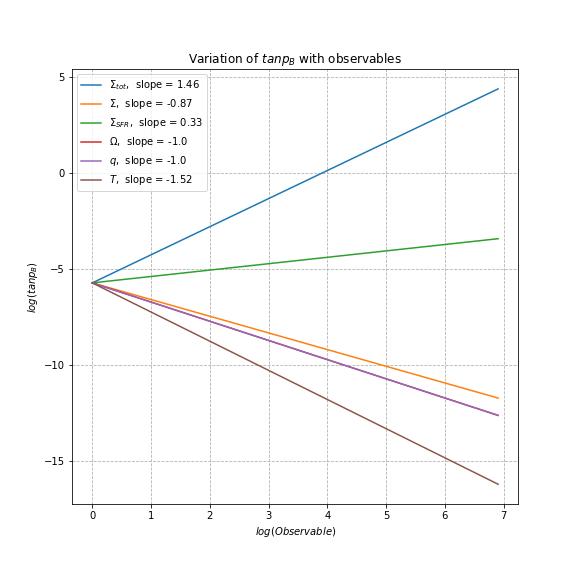 Variation of tanp_B with observables
Σ_tot, slope = 1.46
Σ, slope = -0.87
Σ_SFR, slope = 0.33
Ω, slope = -1.0
q, slope = -1.0
T, slope = -1.52
5
0
−5
−10
−15
log(tanp_B)
0 1 2 3 4 5 6 7
log(Observable)